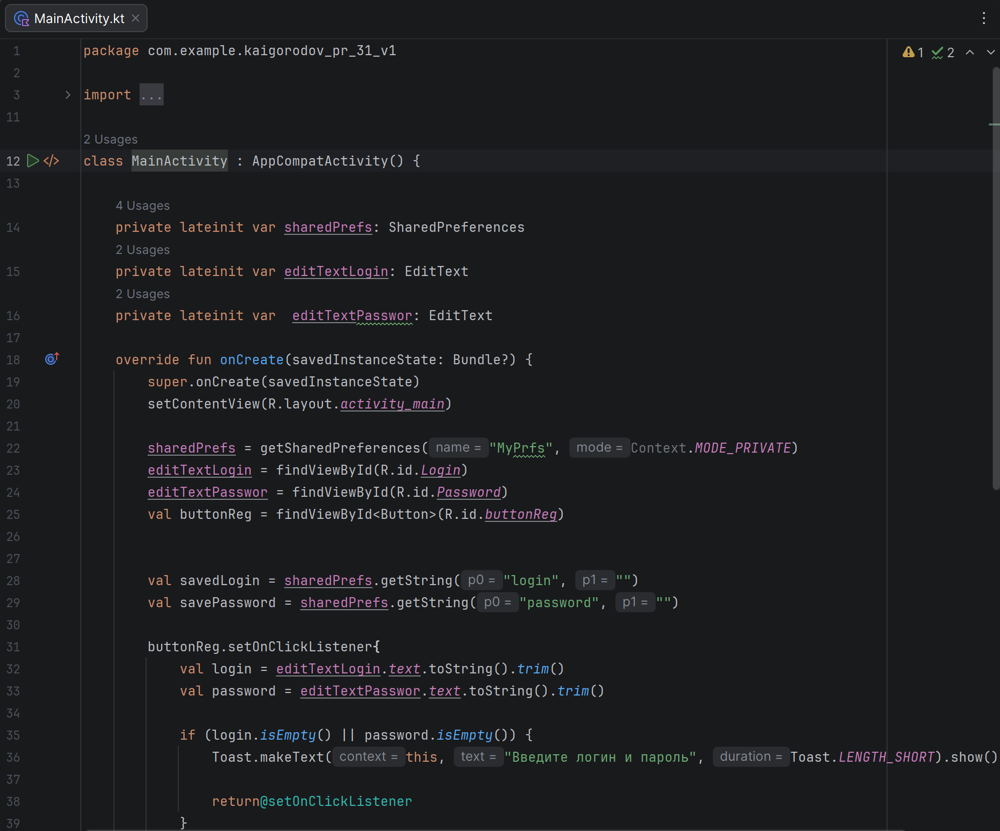 MainActivity.kt
1 package com.example.kaigorodov_pr_31_v1
1 2
2
3 import ...
11
2 Usages
12 class MainActivity : AppCompatActivity() {
13
4 Usages
14 private lateinit var sharedPrefs: SharedPreferences
2 Usages
15 private lateinit var editTextLogin: EditText
2 Usages
16 private lateinit var  editTextPasswor: EditText
17
18 override fun onCreate(savedInstanceState: Bundle?) {
19 super.onCreate(savedInstanceState)
20 setContentView(R.layout.activity_main)
21
22 sharedPrefs = getSharedPreferences( name = "MyPrfs", mode = Context.MODE_PRIVATE)
23 editTextLogin = findViewById(R.id.Login)
24 editTextPasswor = findViewById(R.id.Password)
25 val buttonReg = findViewById<Button>(R.id.buttonReg)
26
27
28 val savedLogin = sharedPrefs.getString( p0 = "login", p1 = "")
29 val savePassword = sharedPrefs.getString( p0 = "password", p1 = "")
30
31 buttonReg.setOnClickListener{
32 val login = editTextLogin.text.toString().trim()
33 val password = editTextPasswor.text.toString().trim()
34
35 if (login.isEmpty() || password.isEmpty()) {
36 Toast.makeText( context = this, text = "Введите логин и пароль", duration = Toast.LENGTH_SHORT).show()
37
38 return@setOnClickListener
39 }